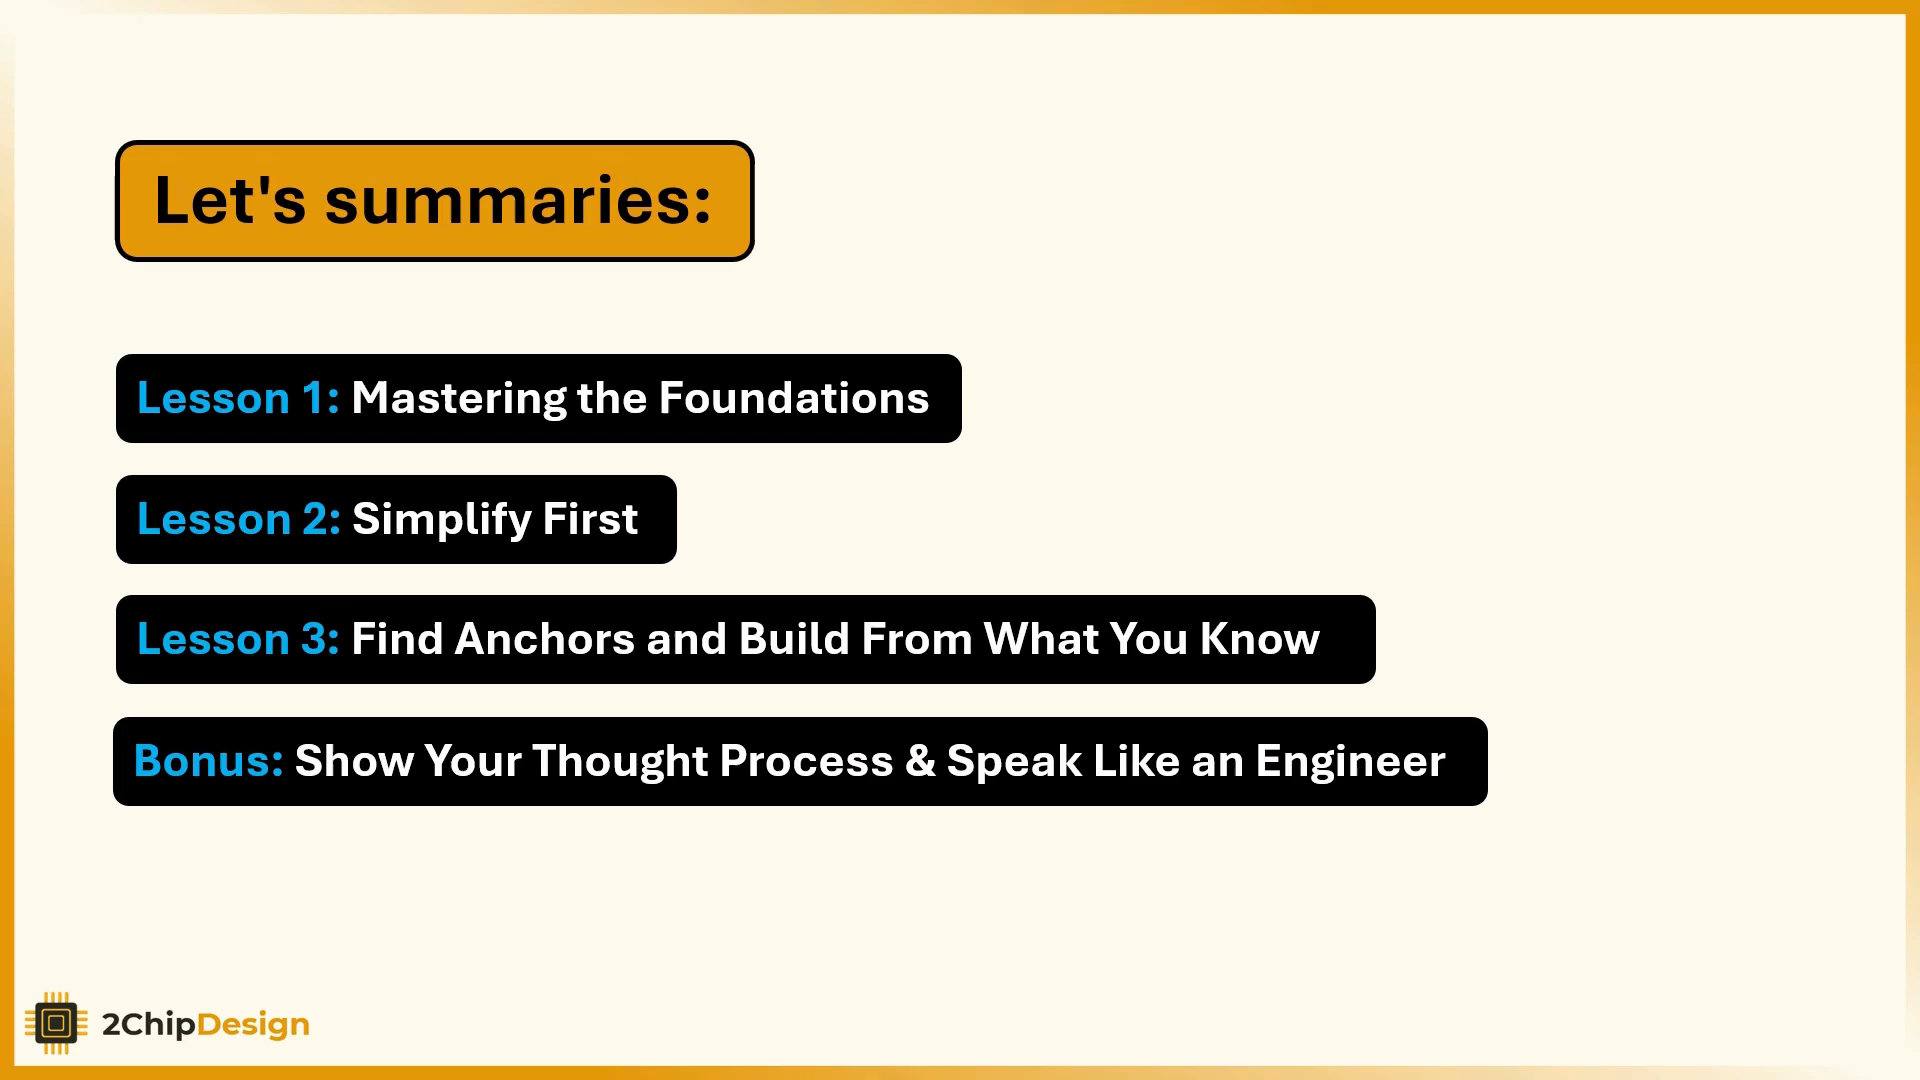 Let's summaries:
Lesson 1: Mastering the Foundations
Lesson 2: Simplify First
Lesson 3: Find Anchors and Build From What You Know
Bonus: Show Your Thought Process & Speak Like an Engineer
2ChipDesign